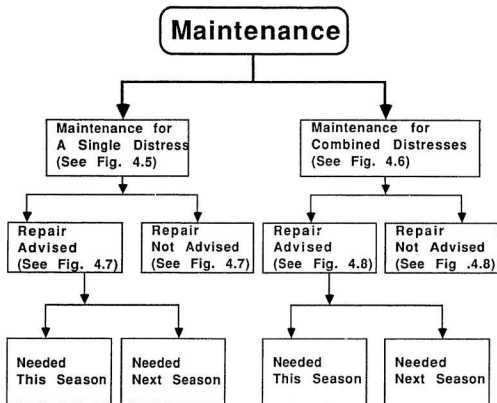 Maintenance
Maintenance for
A Single Distress
(See Fig. 4.5)
Maintenance for
Combined Distresses
(See Fig. 4.6)
Repair
Advised
(See Fig. 4.7)
Repair
Not Advised
(See Fig. 4.7)
Repair
Advised
(See Fig. 4.8)
Repair
Not Advised
(See Fig .4.8)
Needed
This Season
Needed
Next Season
Needed
This Season
Needed
Next Season